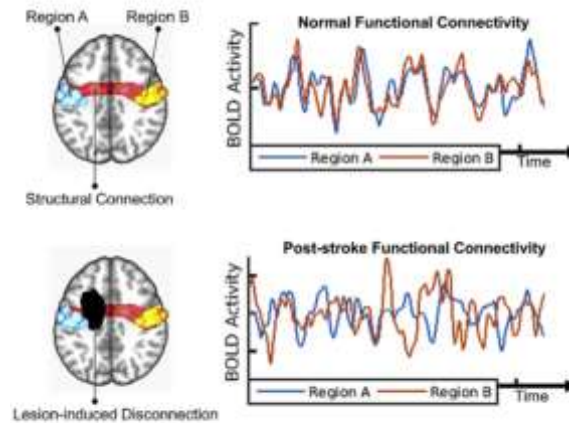 Region A
Region B
Structural Connection
Normal Functional Connectivity
BOLD Activity
Region A
Region B
Time
Lesion-induced Disconnection
Post-stroke Functional Connectivity
BOLD Activity
Region A
Region B
Time